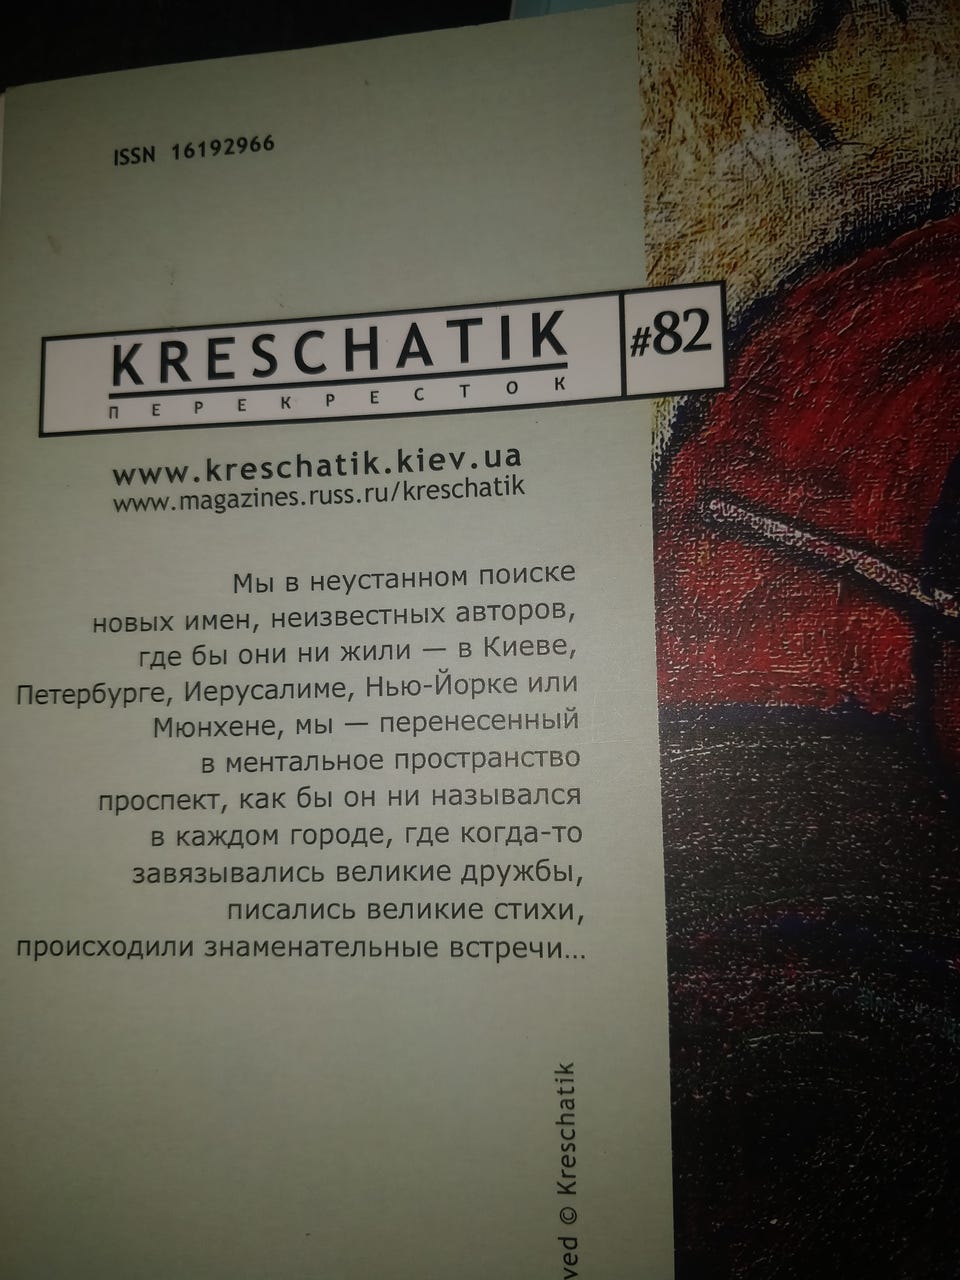 ISSN 16192966
KRESCHATIK #82
ПЕРЕКРЕСТОК
www.kreschatik.kiev.ua
www.magazines.russ.ru/kreschatik
Мы в неустанном поиске
новых имен, неизвестных авторов,
где бы они ни жили — в Киеве,
Петербурге, Иерусалиме, Нью-Йорке или
Мюнхене, мы — перенесенный
в ментальное пространство
проспект, как бы он ни назывался
в каждом городе, где когда-то
завязывались великие дружбы,
писались великие стихи,
происходили знаменательные встречи...
ved © Kreschatik